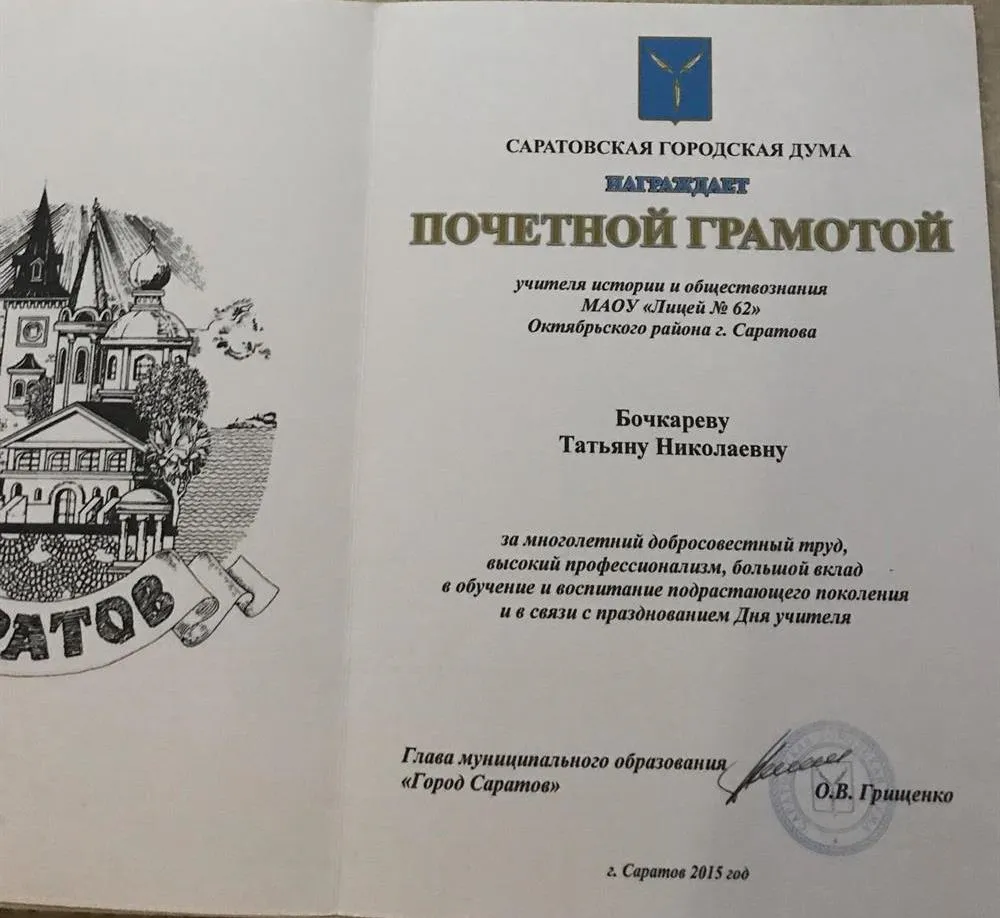 РАТОВ
САРАТОВСКАЯ ГОРОДСКАЯ ДУМА
НАГРАЖДАЕТ
ПОЧЕТНОЙ ГРАМОТОЙ
учителя истории и обществознания
МАОУ «Лицей № 62»
Октябрьского района г. Саратова
Бочкареву
Татьяну Николаевну
за многолетний добросовестный труд,
высокий профессионализм, большой вклад
в обучение и воспитание подрастающего поколения
и в связи с празднованием Дня учителя
Глава муниципального образования
«Город Саратов»
О.В. Грищенко
г. Саратов 2015 год